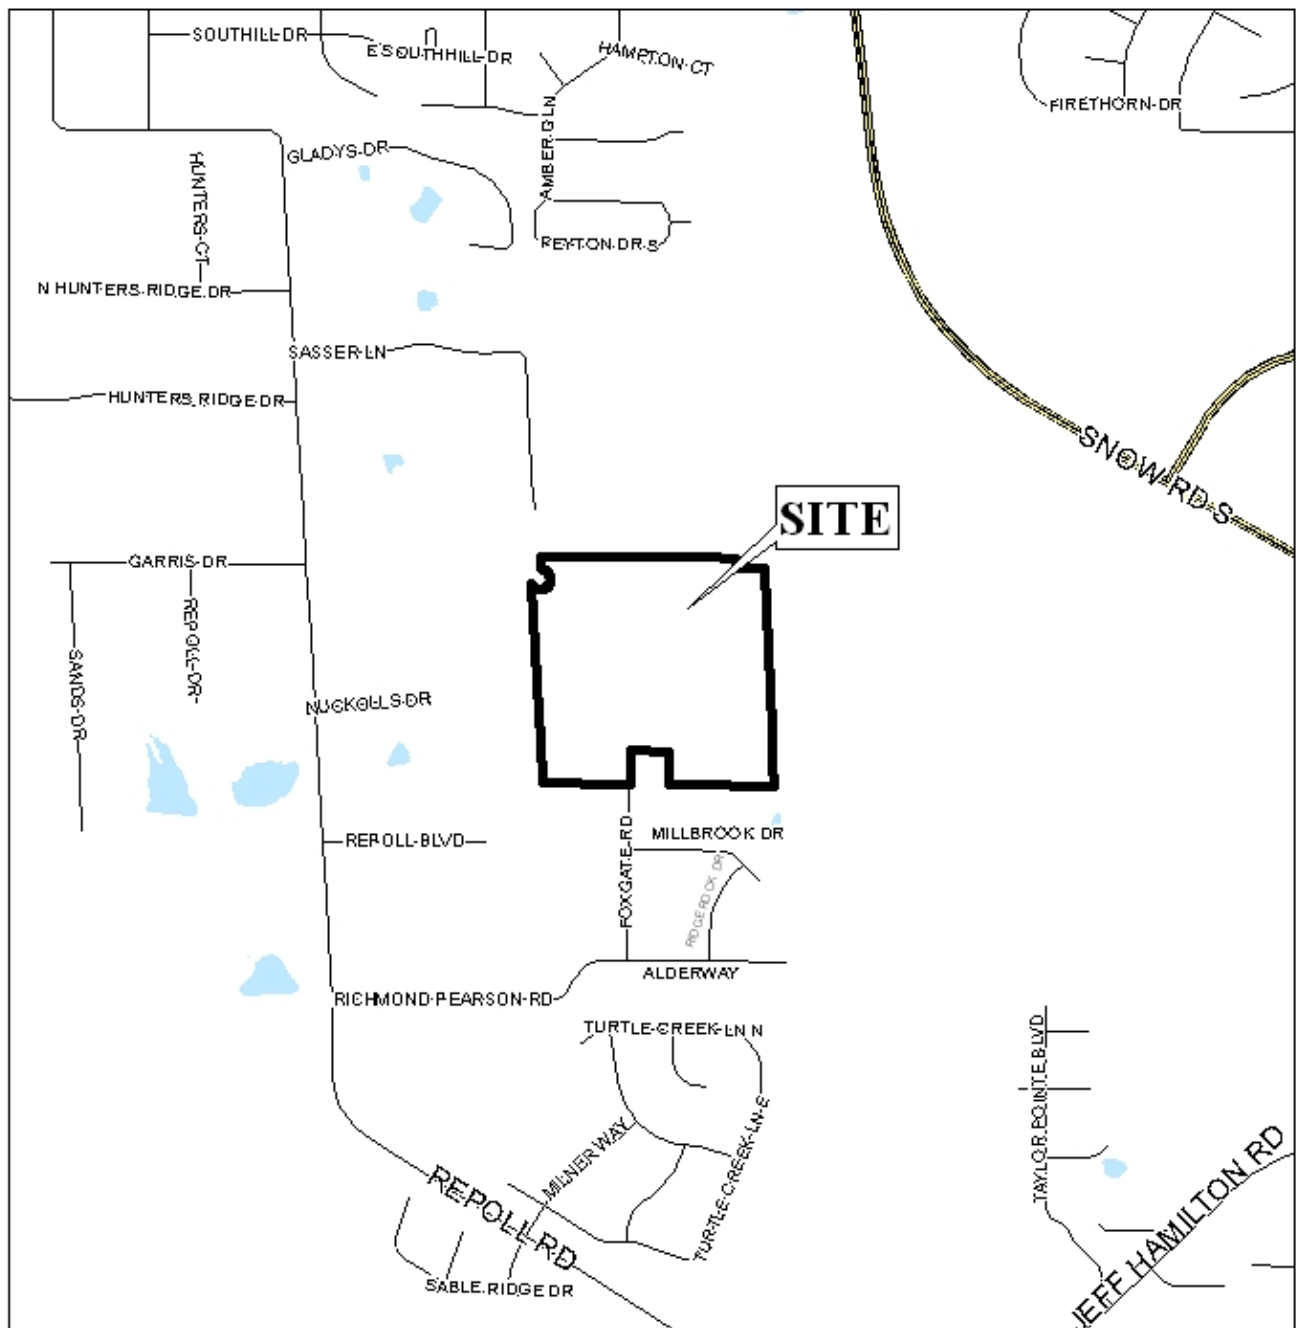 SOUTHILL DR
E SOUTHHILL DR
HAMPTON CT
FIRETHORN DR
AMBER GLN
GLADYS DR
HUNTERS CT
PEYTON DR S
N HUNTERS RIDGE DR
SASSER LN
HUNTERS RIDGE DR
SNOW RD S
SITE
GARRIS DR
REPOLL DR
SANDS DR
NUCKOLLS DR
REPOLL BLVD
FOXGATE RD
MILLBROOK DR
RIDGEROCK DR
ALDERWAY
RICHMOND PEARSON RD
TURTLE CREEK LN N
TAYLOR POINTE BLVD
TURTLE CREEK LN E
MILNER WAY
REPOLL RD
JEFF HAMILTON RD
SABLE RIDGE DR